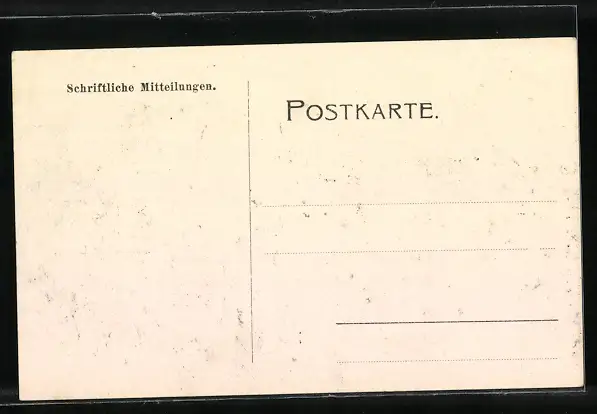 Schriftliche Mitteilungen.
POSTKARTE.